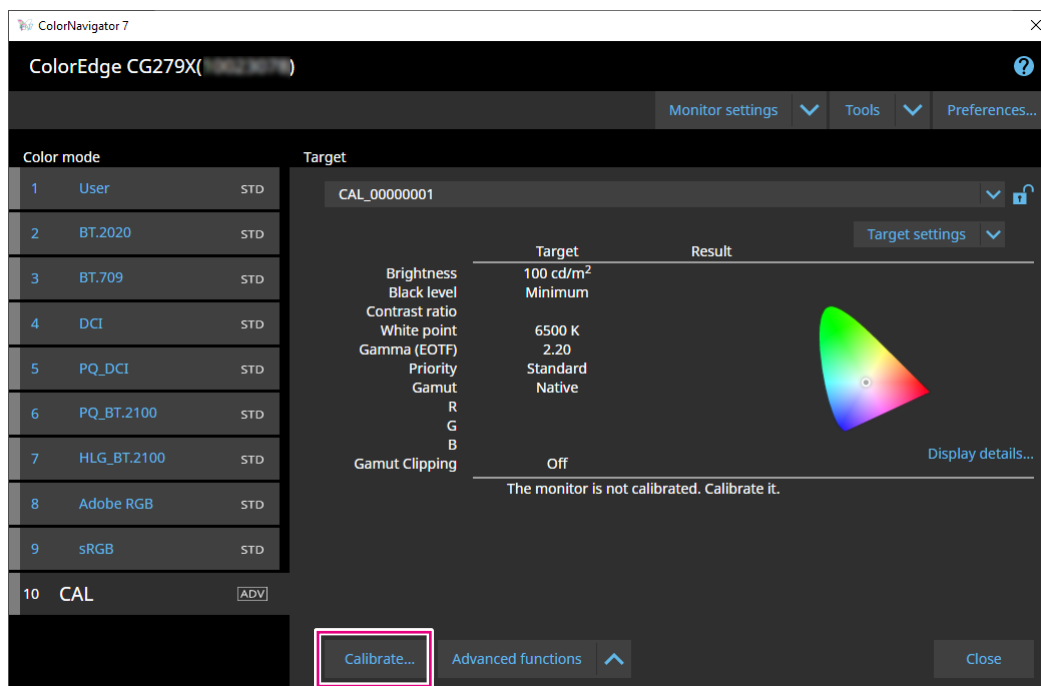 ColorNavigator 7
ColorEdge CG279X( )
Monitor settings Tools Preferences...
Color mode
Target
1 User STD
2 BT.2020 STD
3 BT.709 STD
4 DCI STD
5 PQ_DCI STD
6 PQ_BT.2100 STD
7 HLG_BT.2100 STD
8 Adobe RGB STD
9 sRGB STD
10 CAL ADV
CAL_00000001
Target settings
Target Result
Brightness 100 cd/m²
Black level Minimum
Contrast ratio
White point 6500 K
Gamma (EOTF) 2.20
Priority Standard
Gamut Native
R
G
B
Gamut Clipping Off
Display details...
The monitor is not calibrated. Calibrate it.
Calibrate... Advanced functions Close